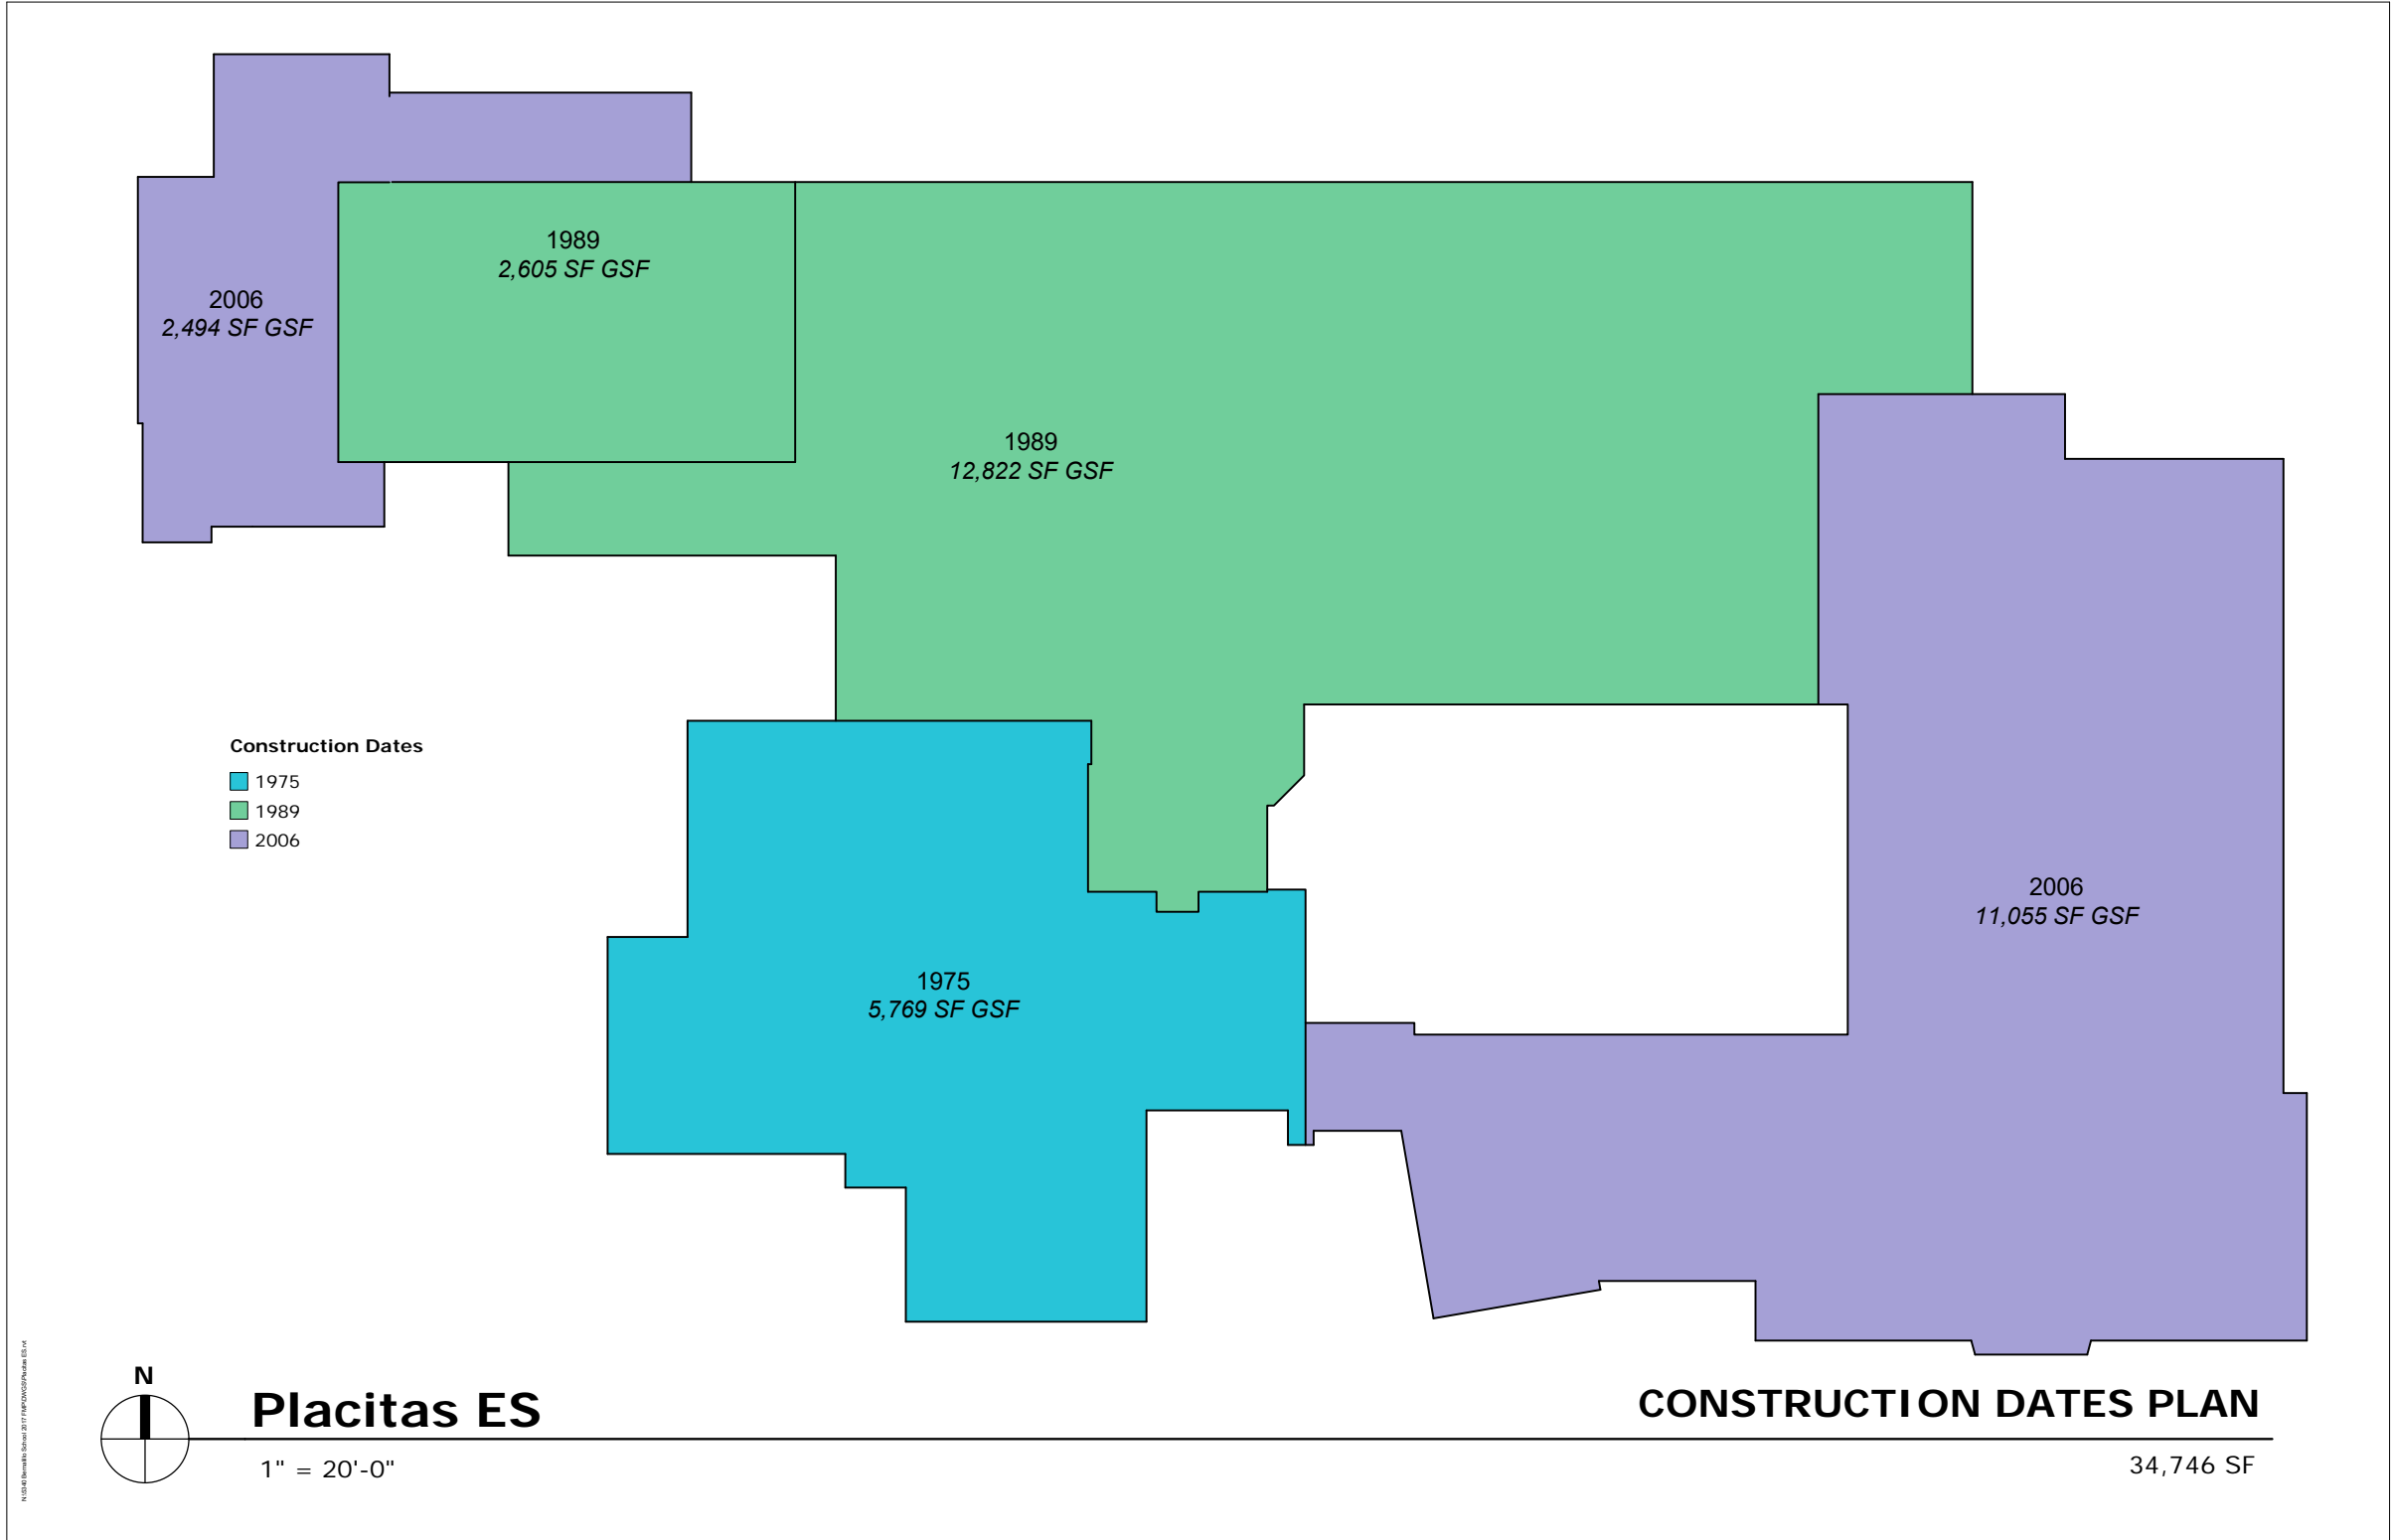 1989
2,605 SF GSF
2006
2,494 SF GSF
1989
12,822 SF GSF
Construction Dates
1975
1989
2006
2006
11,055 SF GSF
1975
5,769 SF GSF
N
Placitas ES
1" = 20'-0"
CONSTRUCTION DATES PLAN
34,746 SF